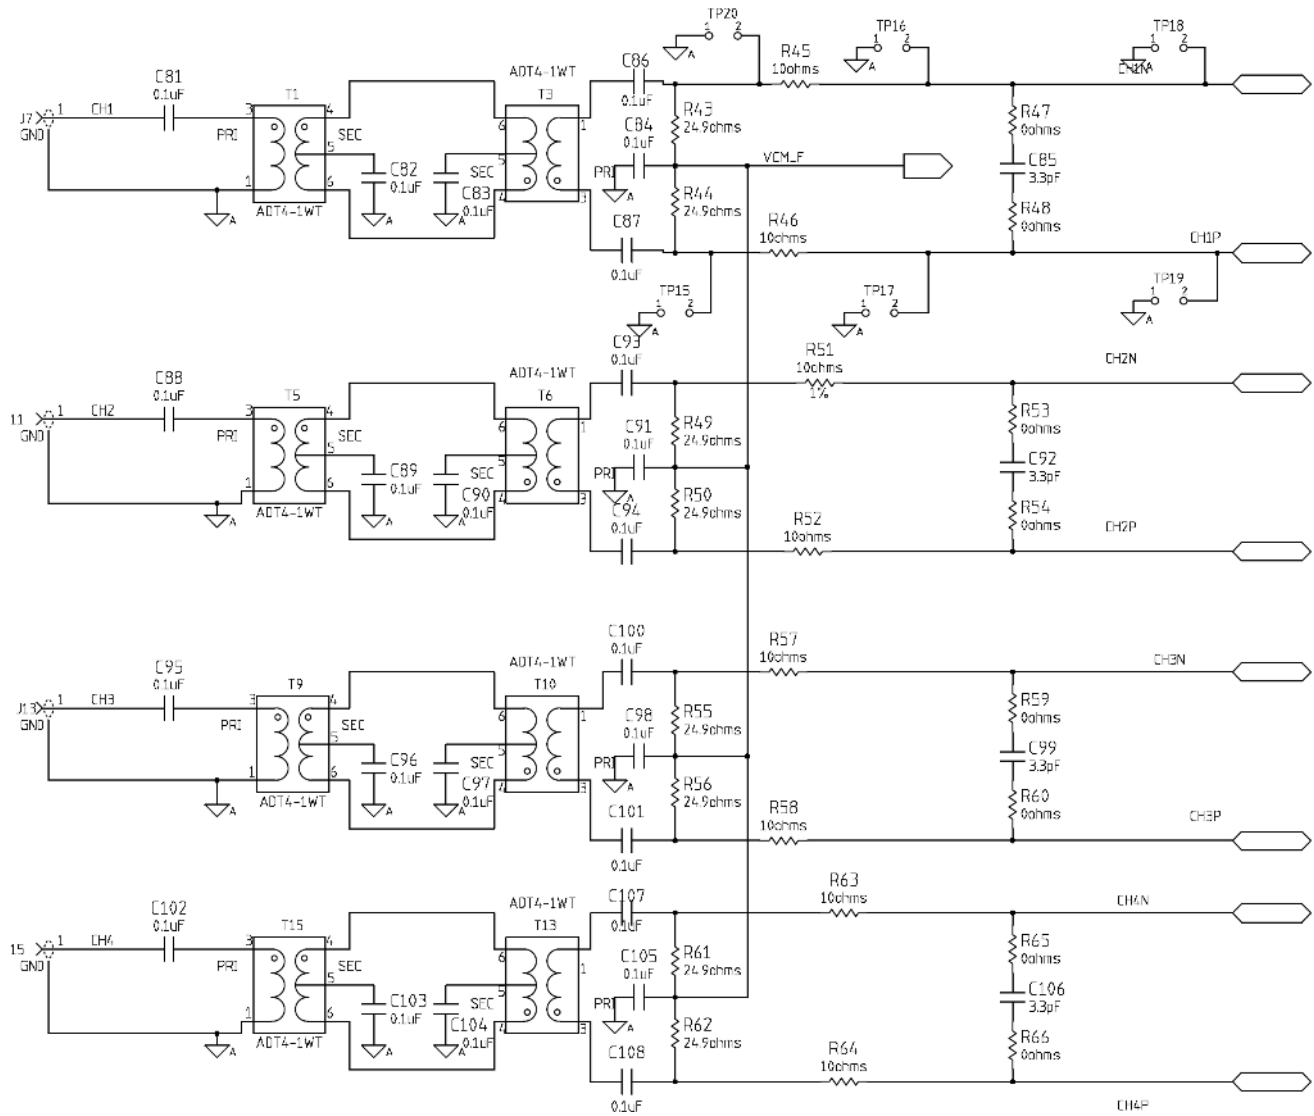 TP20
1 2
A
TP16
1 2
A
TP18
1 2
A
CH1N
C81
0.1uF
J7
1
CH1
GND
3
T1
4
PRI
SEC
5
1
6
ADT4-1WT
A
C82
0.1uF
A
C83
0.1uF
A
ADT4-1WT
T3
6
1
SEC
5
PRI
4
3
C86
0.1uF
C84
0.1uF
A
C87
0.1uF
R43
24.9ohms
R44
24.9ohms
R45
10ohms
VCM_F
R46
10ohms
R47
0ohms
C85
3.3pF
R48
0ohms
CH1P
TP15
1 2
A
TP17
1 2
A
TP19
1 2
A
C88
0.1uF
11
1
CH2
GND
3
T5
4
PRI
SEC
5
1
6
ADT4-1WT
A
C89
0.1uF
A
C90
0.1uF
A
ADT4-1WT
T6
6
1
SEC
5
PRI
4
3
C93
0.1uF
C91
0.1uF
A
C94
0.1uF
R49
24.9ohms
R50
24.9ohms
R51
10ohms
1%
R52
10ohms
CH2N
R53
0ohms
C92
3.3pF
R54
0ohms
CH2P
C95
0.1uF
J13
1
CH3
GND
3
T9
4
PRI
SEC
5
1
6
ADT4-1WT
A
C96
0.1uF
A
C97
0.1uF
A
ADT4-1WT
T10
6
1
SEC
5
PRI
4
3
C100
0.1uF
C98
0.1uF
A
C101
0.1uF
R55
24.9ohms
R56
24.9ohms
R57
10ohms
R58
10ohms
CH3N
R59
0ohms
C99
3.3pF
R60
0ohms
CH3P
C102
0.1uF
15
1
CH4
GND
3
T15
4
PRI
SEC
5
1
6
ADT4-1WT
A
C103
0.1uF
A
C104
0.1uF
A
ADT4-1WT
T13
6
1
SEC
5
PRI
4
3
C107
0.1uF
C105
0.1uF
A
C108
0.1uF
R61
24.9ohms
R62
24.9ohms
R63
10ohms
R64
10ohms
CH4N
R65
0ohms
C106
3.3pF
R66
0ohms
CH4P